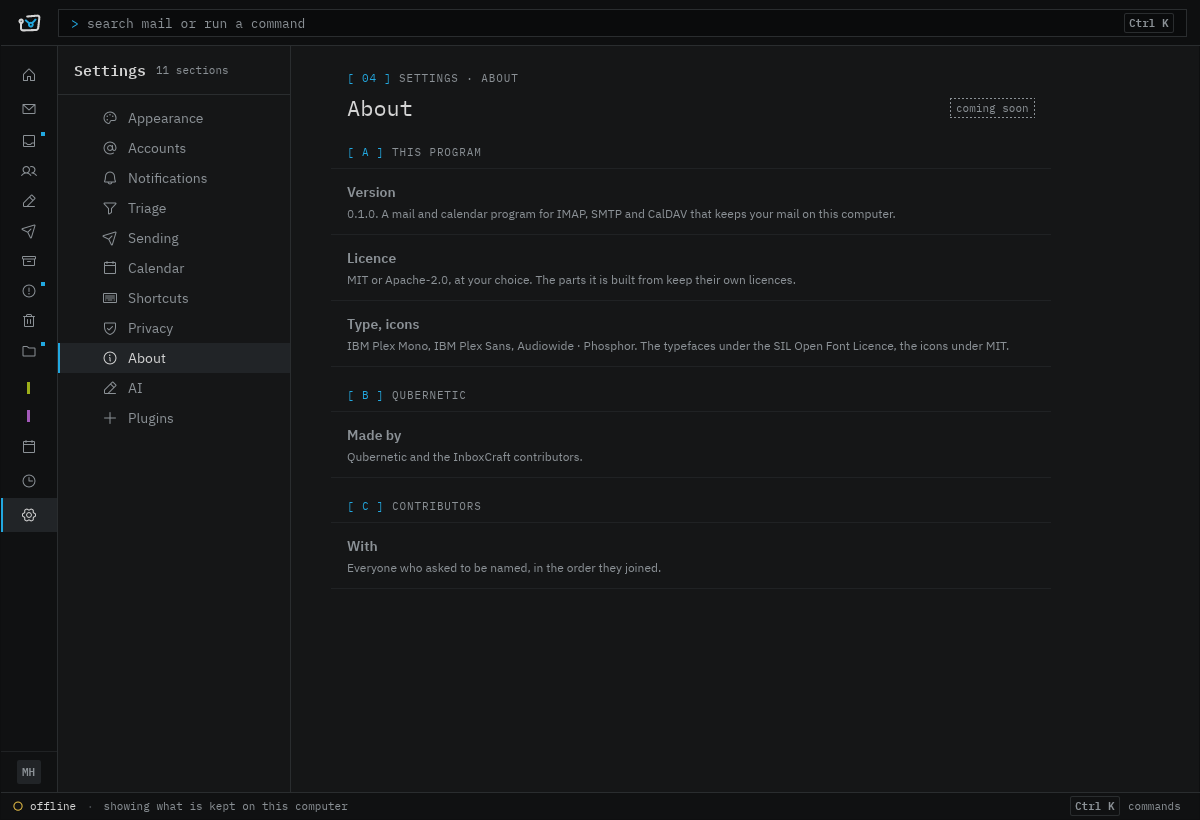 > search mail or run a command
Ctrl K
Settings 11 sections
Appearance
Accounts
Notifications
Triage
Sending
Calendar
Shortcuts
Privacy
About
AI
Plugins
[ 04 ] SETTINGS · ABOUT
About
coming soon
[ A ] THIS PROGRAM
Version
0.1.0. A mail and calendar program for IMAP, SMTP and CalDAV that keeps your mail on this computer.
Licence
MIT or Apache-2.0, at your choice. The parts it is built from keep their own licences.
Type, icons
IBM Plex Mono, IBM Plex Sans, Audiowide · Phosphor. The typefaces under the SIL Open Font Licence, the icons under MIT.
[ B ] QUBERNETIC
Made by
Qubernetic and the InboxCraft contributors.
[ C ] CONTRIBUTORS
With
Everyone who asked to be named, in the order they joined.
MH
offline · showing what is kept on this computer
Ctrl K commands